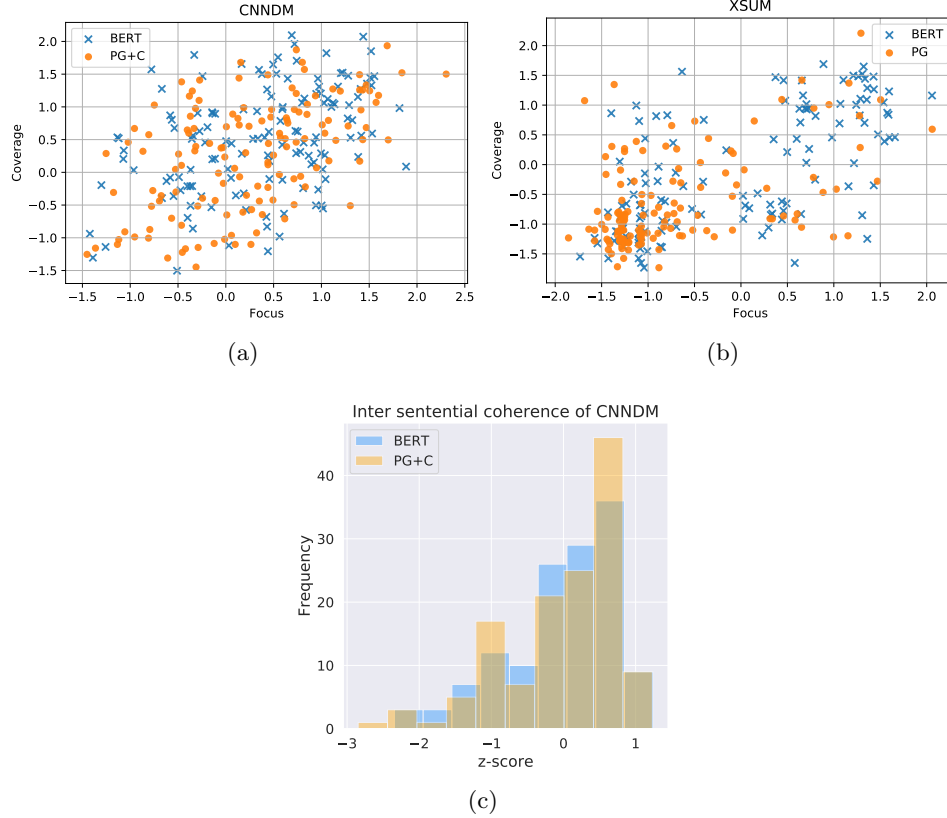 CNNDM
BERT
PG+C
2.0
1.5
1.0
0.5
0.0
−0.5
−1.0
−1.5
Coverage
−1.5 −1.0 −0.5 0.0 0.5 1.0 1.5 2.0 2.5
Focus
(a)
XSUM
BERT
PG
2.0
1.5
1.0
0.5
0.0
−0.5
−1.0
−1.5
Coverage
−2.0 −1.5 −1.0 −0.5 0.0 0.5 1.0 1.5 2.0
Focus
(b)
Inter sentential coherence of CNNDM
BERT
PG+C
40
30
20
10
0
Frequency
−3 −2 −1 0 1
z-score
(c)